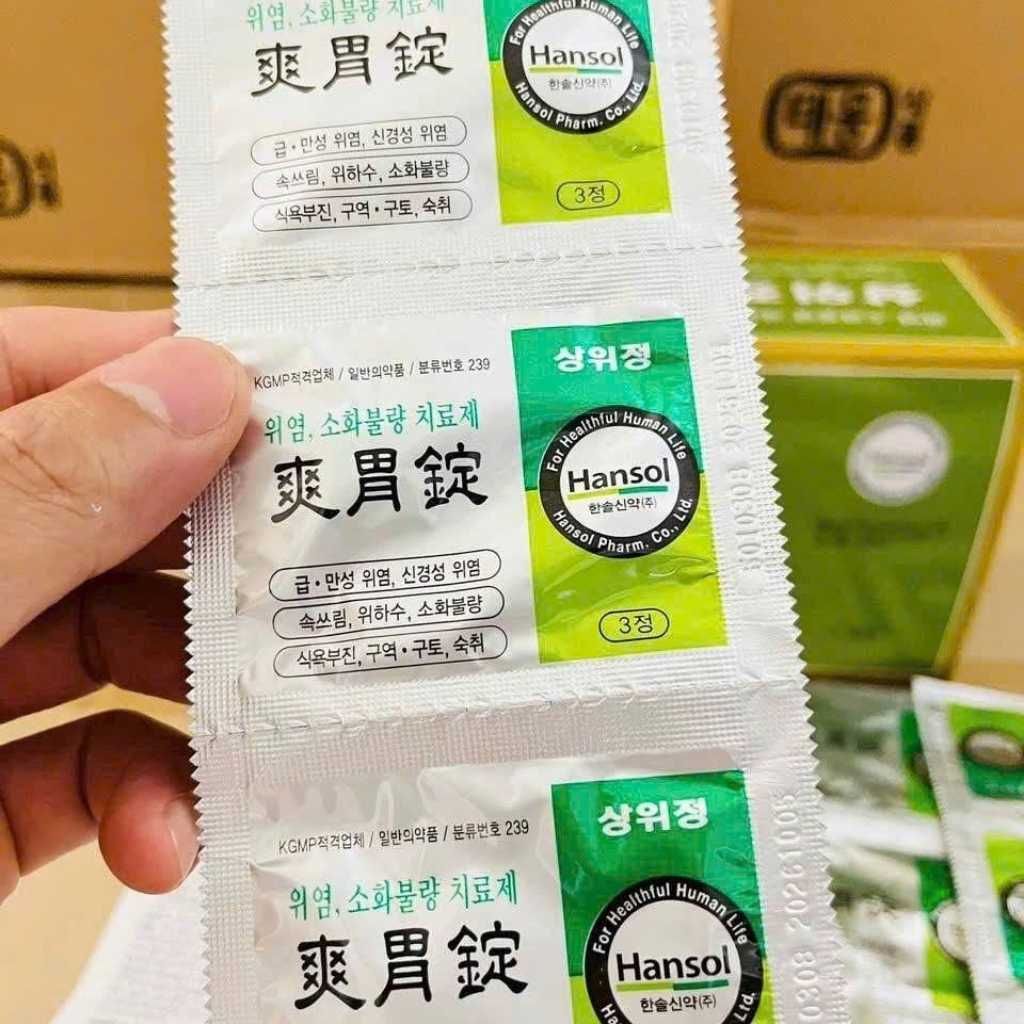 위염, 소화불량 치료제
爽胃錠
급·만성 위염, 신경성 위염
속쓰림, 위하수, 소화불량
식욕부진, 구역·구토, 숙취
For Healthful Human Life
Hansol
한솔신약(주)
Hansol Pharm. Co., Ltd.
3정
KGMP적격업체 / 일반의약품 / 분류번호 239
위염, 소화불량 치료제
爽胃錠
급·만성 위염, 신경성 위염
속쓰림, 위하수, 소화불량
식욕부진, 구역·구토, 숙취
상위정
For Healthful Human Life
Hansol
한솔신약(주)
Hansol Pharm. Co., Ltd.
3정
KGMP적격업체 / 일반의약품 / 분류번호 239
위염, 소화불량 치료제
爽胃錠
상위정
For Healthful Human Life
Hansol
한솔신약(주)
0308 20261005